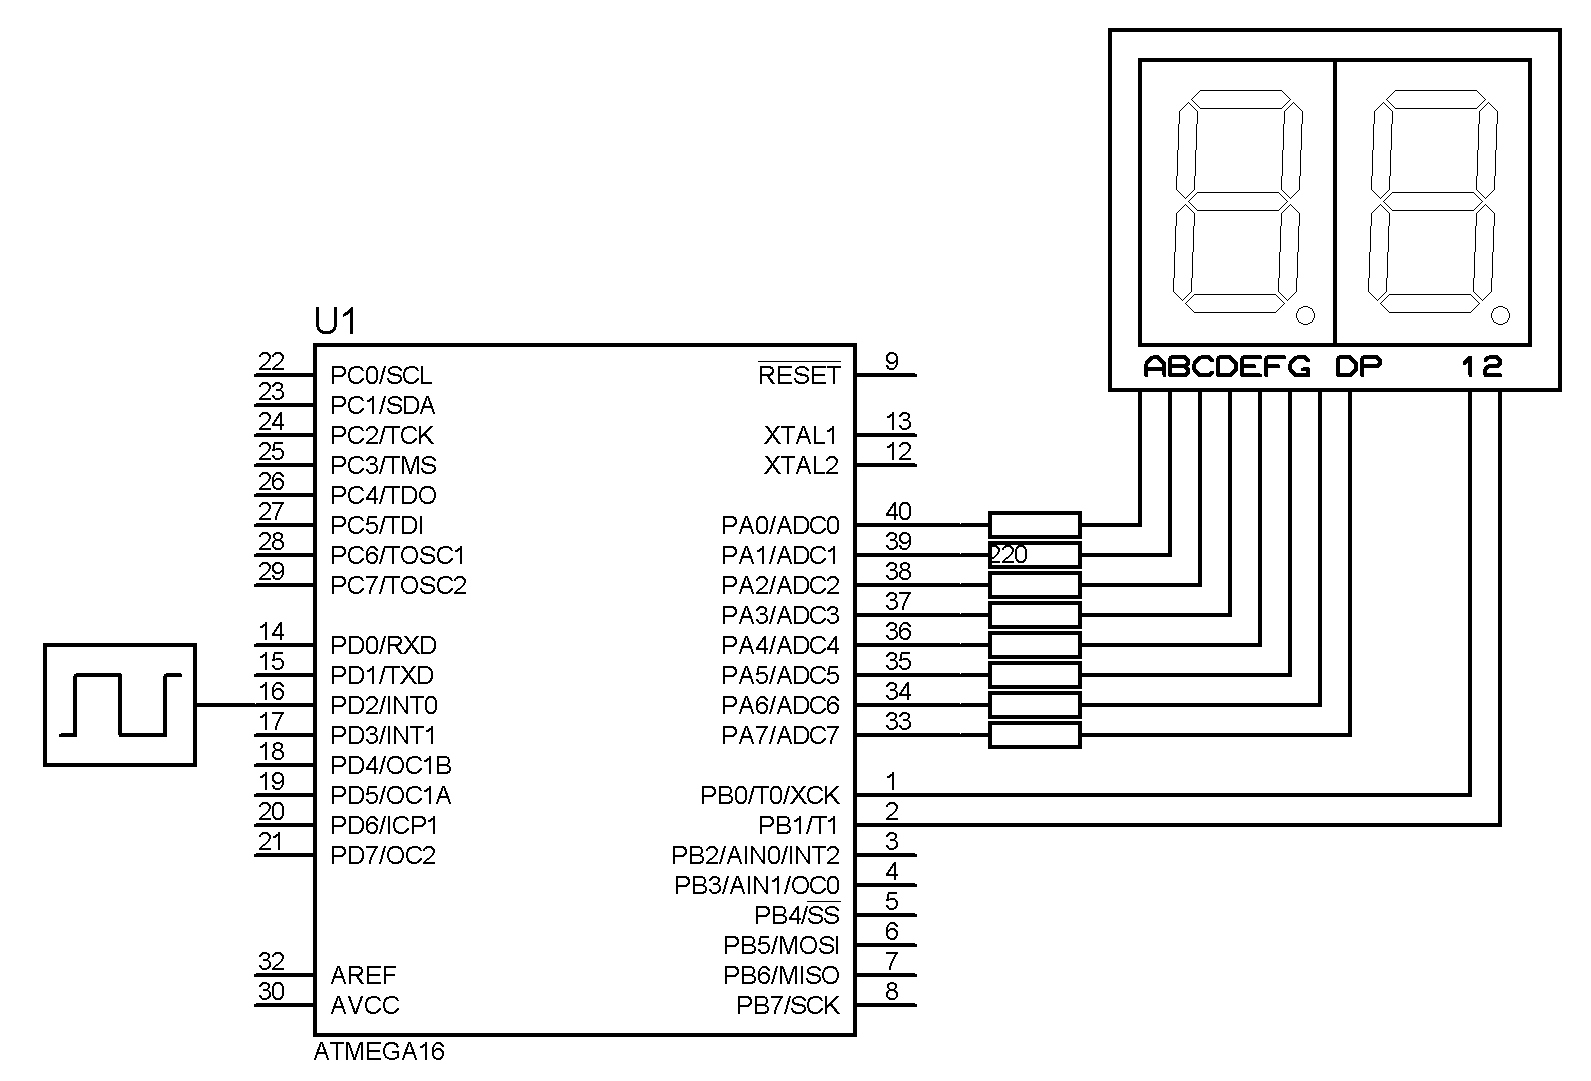 ABCDEFG DP 12
U1
22 PC0/SCL
23 PC1/SDA
24 PC2/TCK
25 PC3/TMS
26 PC4/TDO
27 PC5/TDI
28 PC6/TOSC1
29 PC7/TOSC2
14 PD0/RXD
15 PD1/TXD
16 PD2/INT0
17 PD3/INT1
18 PD4/OC1B
19 PD5/OC1A
20 PD6/ICP1
21 PD7/OC2
32 AREF
30 AVCC
RESET 9
XTAL1 13
XTAL2 12
PA0/ADC0 40
PA1/ADC1 39 220
PA2/ADC2 38
PA3/ADC3 37
PA4/ADC4 36
PA5/ADC5 35
PA6/ADC6 34
PA7/ADC7 33
PB0/T0/XCK 1
PB1/T1 2
PB2/AIN0/INT2 3
PB3/AIN1/OC0 4
PB4/SS 5
PB5/MOSI 6
PB6/MISO 7
PB7/SCK 8
ATMEGA16